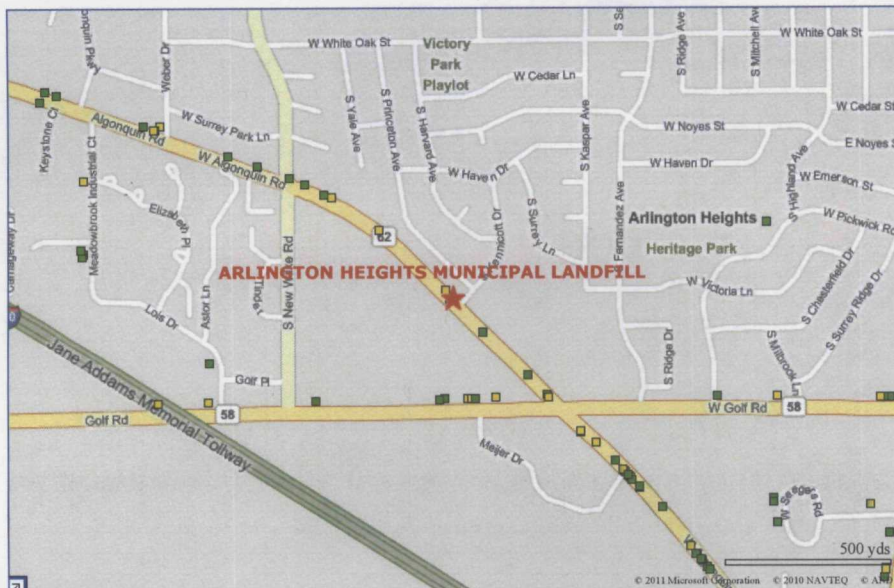 W White Oak St
Victory
Park
Playlot
W White Oak St
S Ridge Ave
S Mitchell Ave
Weber Dr
W Cedar Ln
W Cedar St
Keystone Ct
Algonquin Rd
W Surrey Park Ln
S Yale Ave
S Princeton Ave
S Harvard Ave
S Kaspar Ave
W Noyes St
E Noyes S
W Algonquin Rd
W Haven Dr
W Haven Dr
Meadowbrook Industrial Ct
W Emerson St
S Highland Ave
Elizabeth Pl
S Surrey Ln
S Fernandez Ave
Arlington Heights
W Pickwick Rd
62
Heritage Park
ARLINGTON HEIGHTS MUNICIPAL LANDFILL
Carriageway Dr
Astor Ln
S New Wilke Rd
W Victoria Ln
S Chesterfield Dr
S Surrey Ridge Dr
Lois Dr
S Ridge Dr
S Milbrook Ln
Jane Addams Memorial Tollway
Golf Pl
Golf Rd
58
W Golf Rd
58
Meijer Dr
500 yds
© 2011 Microsoft Corporation
© 2010 NAVTEQ